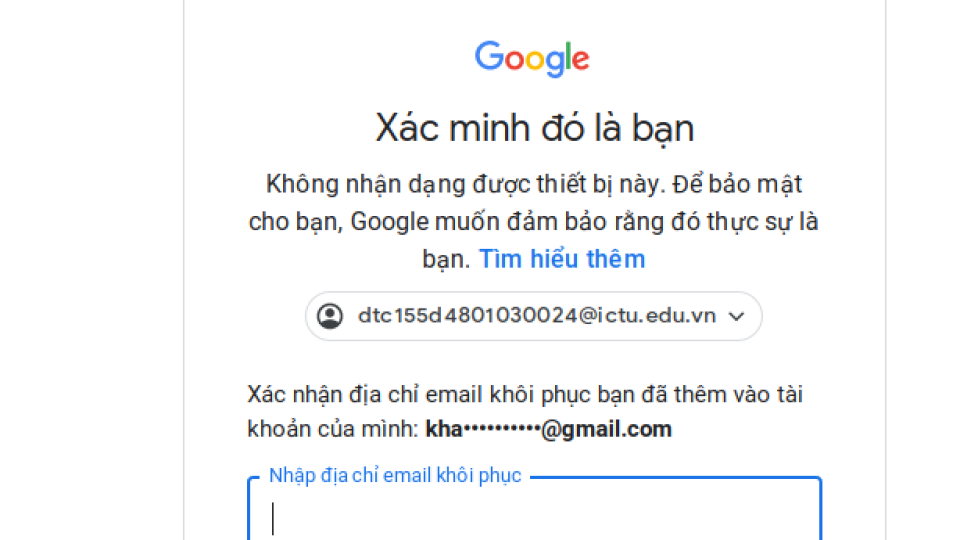 Google
Xác minh đó là bạn
Không nhận dạng được thiết bị này. Để bảo mật
cho bạn, Google muốn đảm bảo rằng đó thực sự là
bạn. Tìm hiểu thêm
dtc155d4801030024@ictu.edu.vn
Xác nhận địa chỉ email khôi phục bạn đã thêm vào tài
khoản của mình: kha••••••••••@gmail.com
Nhập địa chỉ email khôi phục